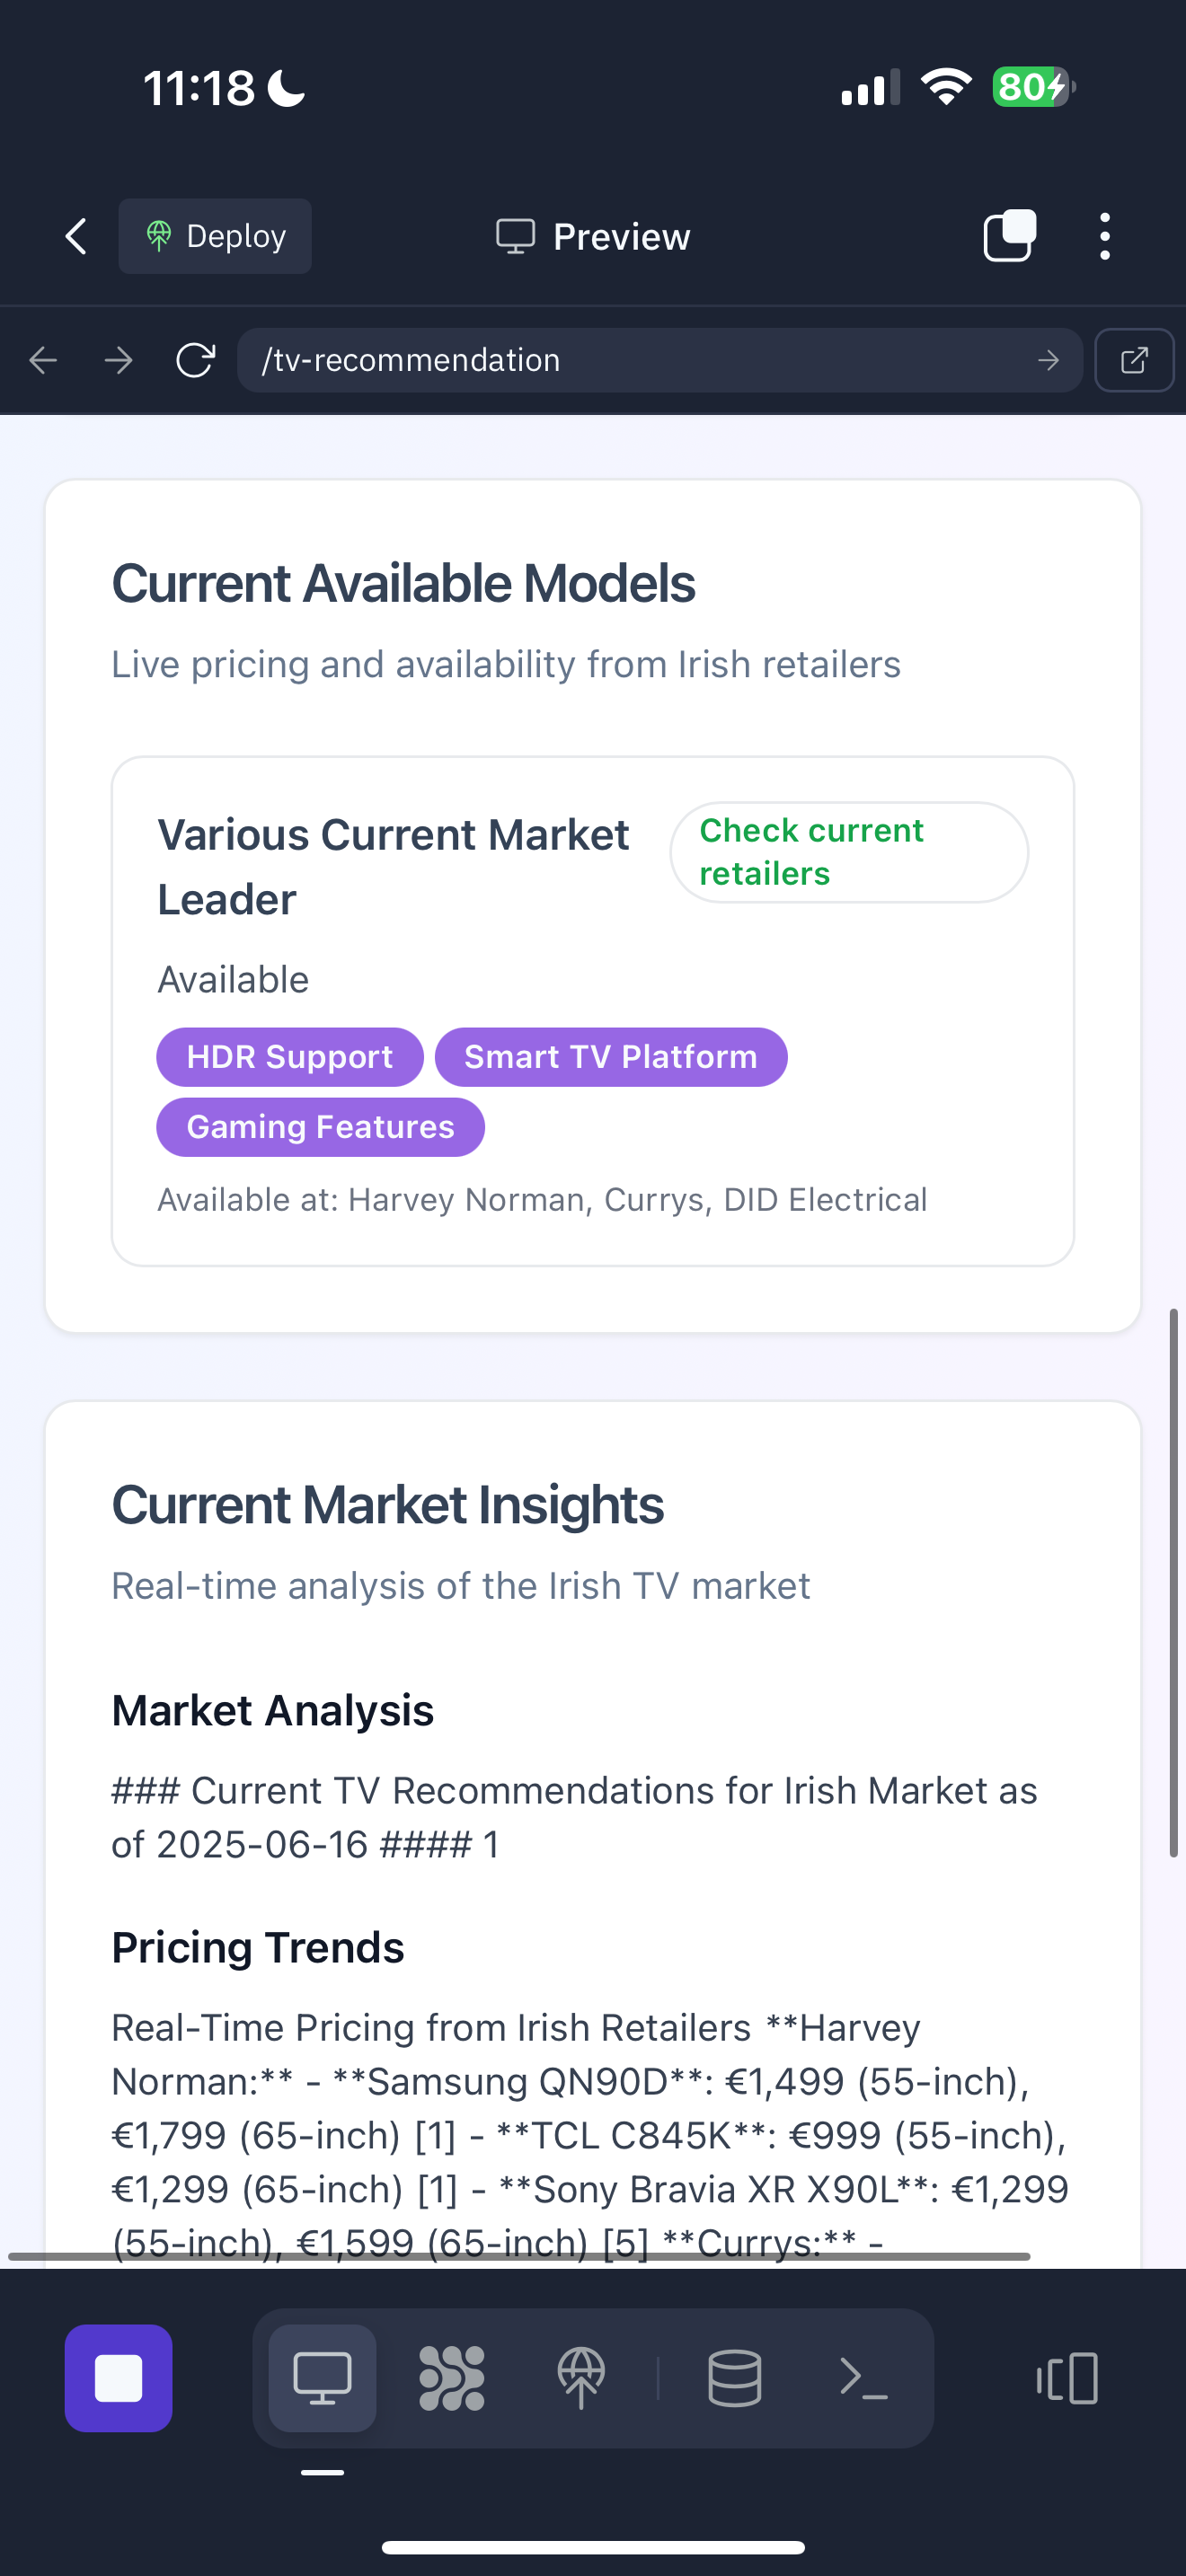 11:18
80
Deploy
Preview
/tv-recommendation
Current Available Models
Live pricing and availability from Irish retailers
Various Current Market
Leader
Check current
retailers
Available
HDR Support
Smart TV Platform
Gaming Features
Available at: Harvey Norman, Currys, DID Electrical
Current Market Insights
Real-time analysis of the Irish TV market
Market Analysis
### Current TV Recommendations for Irish Market as
of 2025-06-16 #### 1
Pricing Trends
Real-Time Pricing from Irish Retailers **Harvey
Norman:** - **Samsung QN90D**: €1,499 (55-inch),
€1,799 (65-inch) [1] - **TCL C845K**: €999 (55-inch),
€1,299 (65-inch) [1] - **Sony Bravia XR X90L**: €1,299
(55-inch), €1,599 (65-inch) [5] **Currys:** -